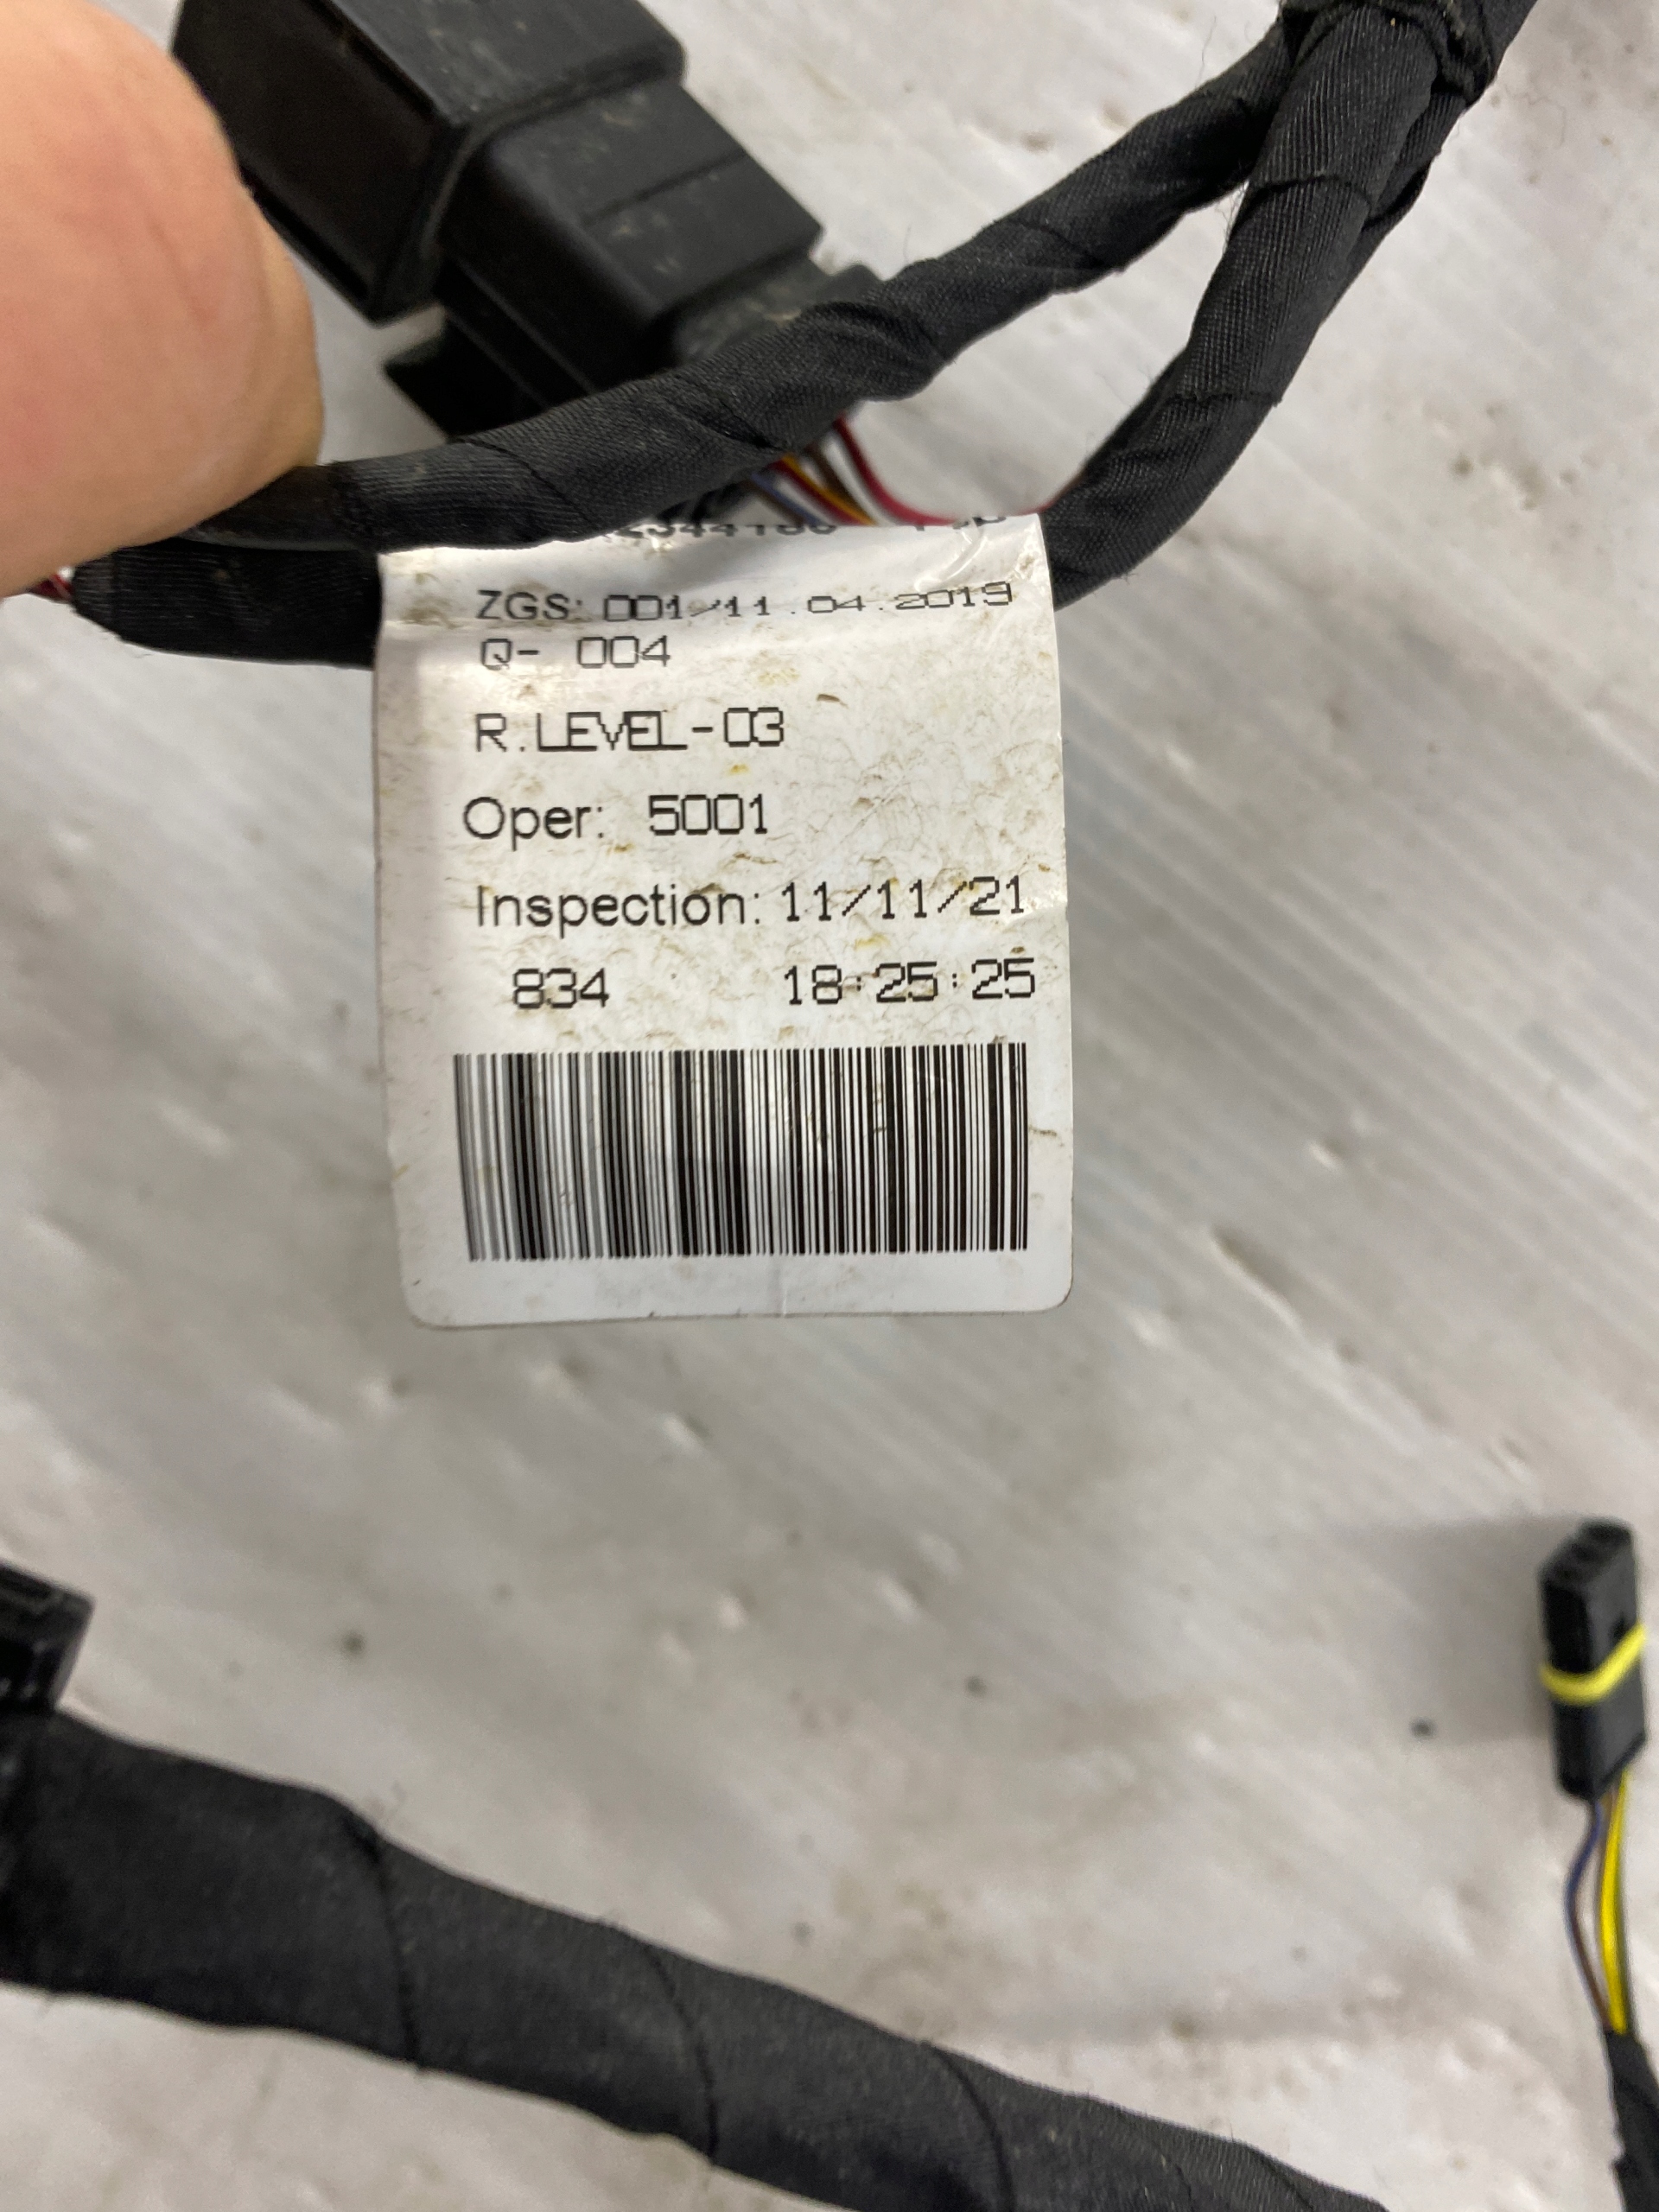 ZGS: 001/11.04.2019
Q- 004
R.LEVEL-03
Oper: 5001
Inspection: 11/11/21
834 18:25:25